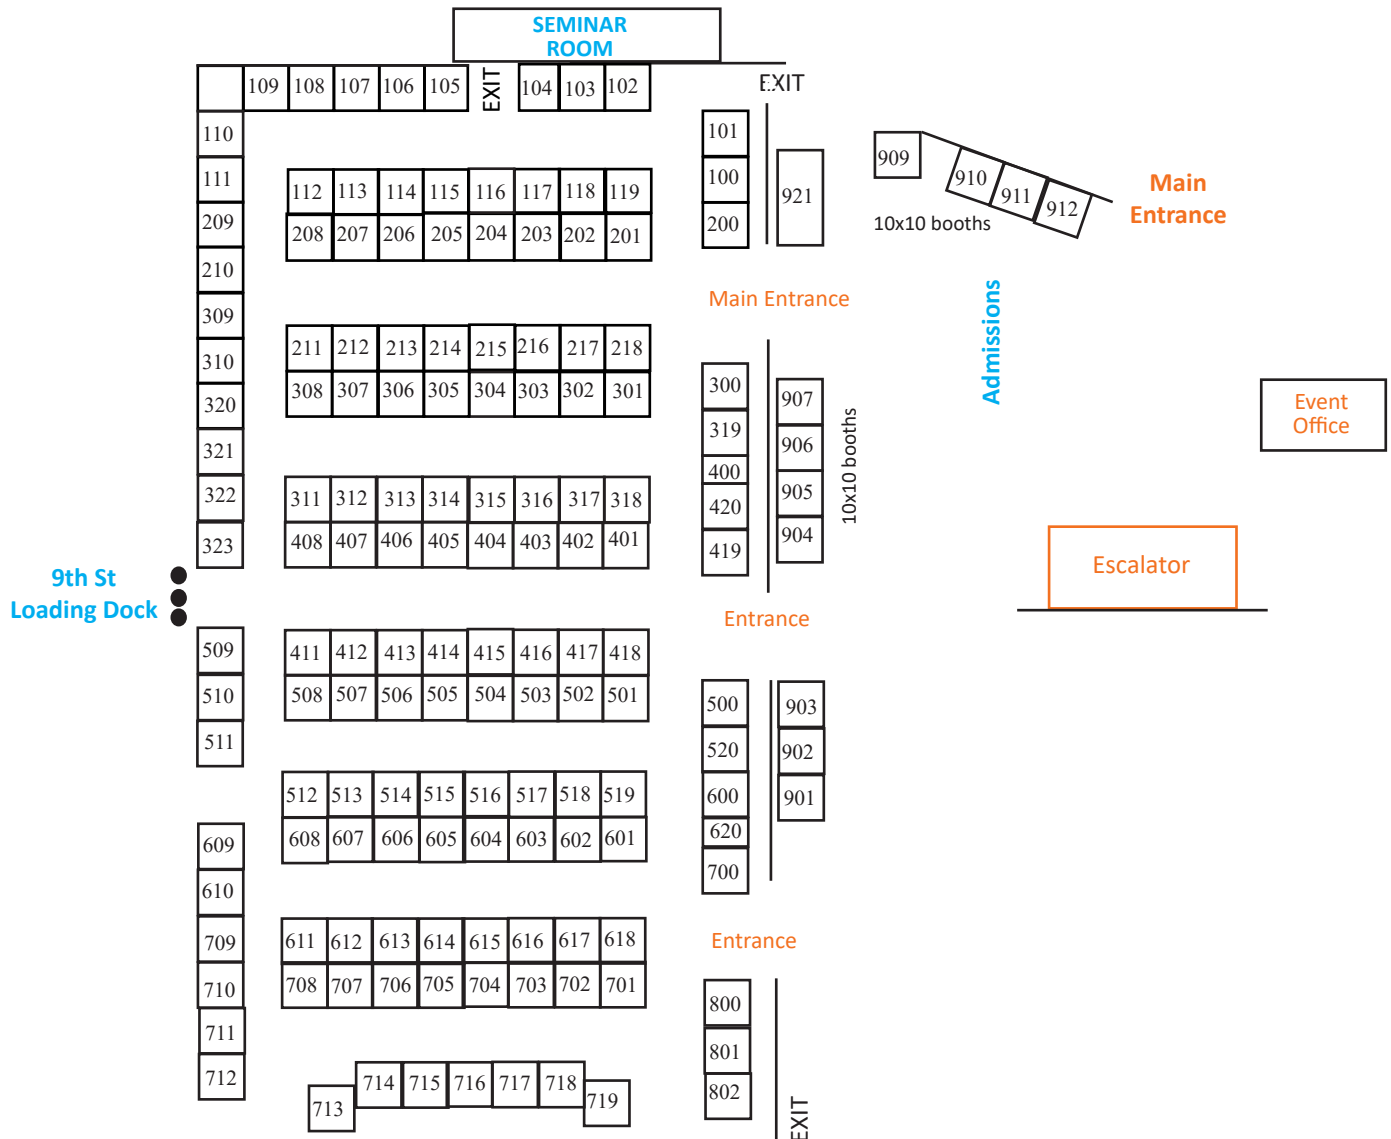 SEMINAR
ROOM
109 108 107 106 105 EXIT 104 103 102 EXIT
110
101
111
100
200
921
909
910 911 912
10x10 booths
Main
Entrance
112 113 114 115 116 117 118 119
208 207 206 205 204 203 202 201
209
210
309
310
320
321
322
323
Main Entrance
Admissions
211 212 213 214 215 216 217 218
308 307 306 305 304 303 302 301
300
319
400
420
419
907
906
905
904
10x10 booths
Event
Office
311 312 313 314 315 316 317 318
408 407 406 405 404 403 402 401
Escalator
9th St
Loading Dock
Entrance
509
510
511
411 412 413 414 415 416 417 418
508 507 506 505 504 503 502 501
500
520
600
620
700
903
902
901
512 513 514 515 516 517 518 519
608 607 606 605 604 603 602 601
609
610
709
710
711
712
611 612 613 614 615 616 617 618
708 707 706 705 704 703 702 701
Entrance
800
801
802
EXIT
713 714 715 716 717 718 719